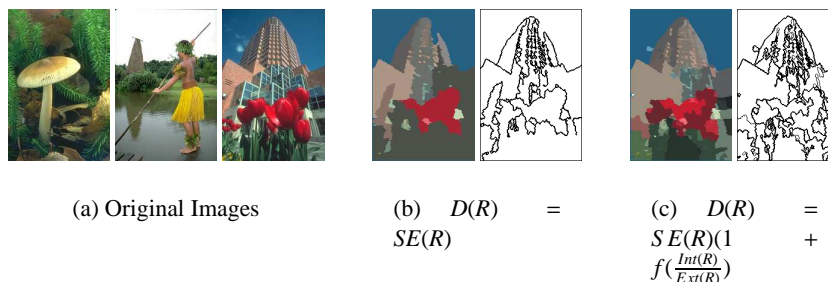 (a) Original Images
(b) D(R) =
SE(R)
(c) D(R) =
SE(R)(1 +
f(Int(R)/Ext(R))